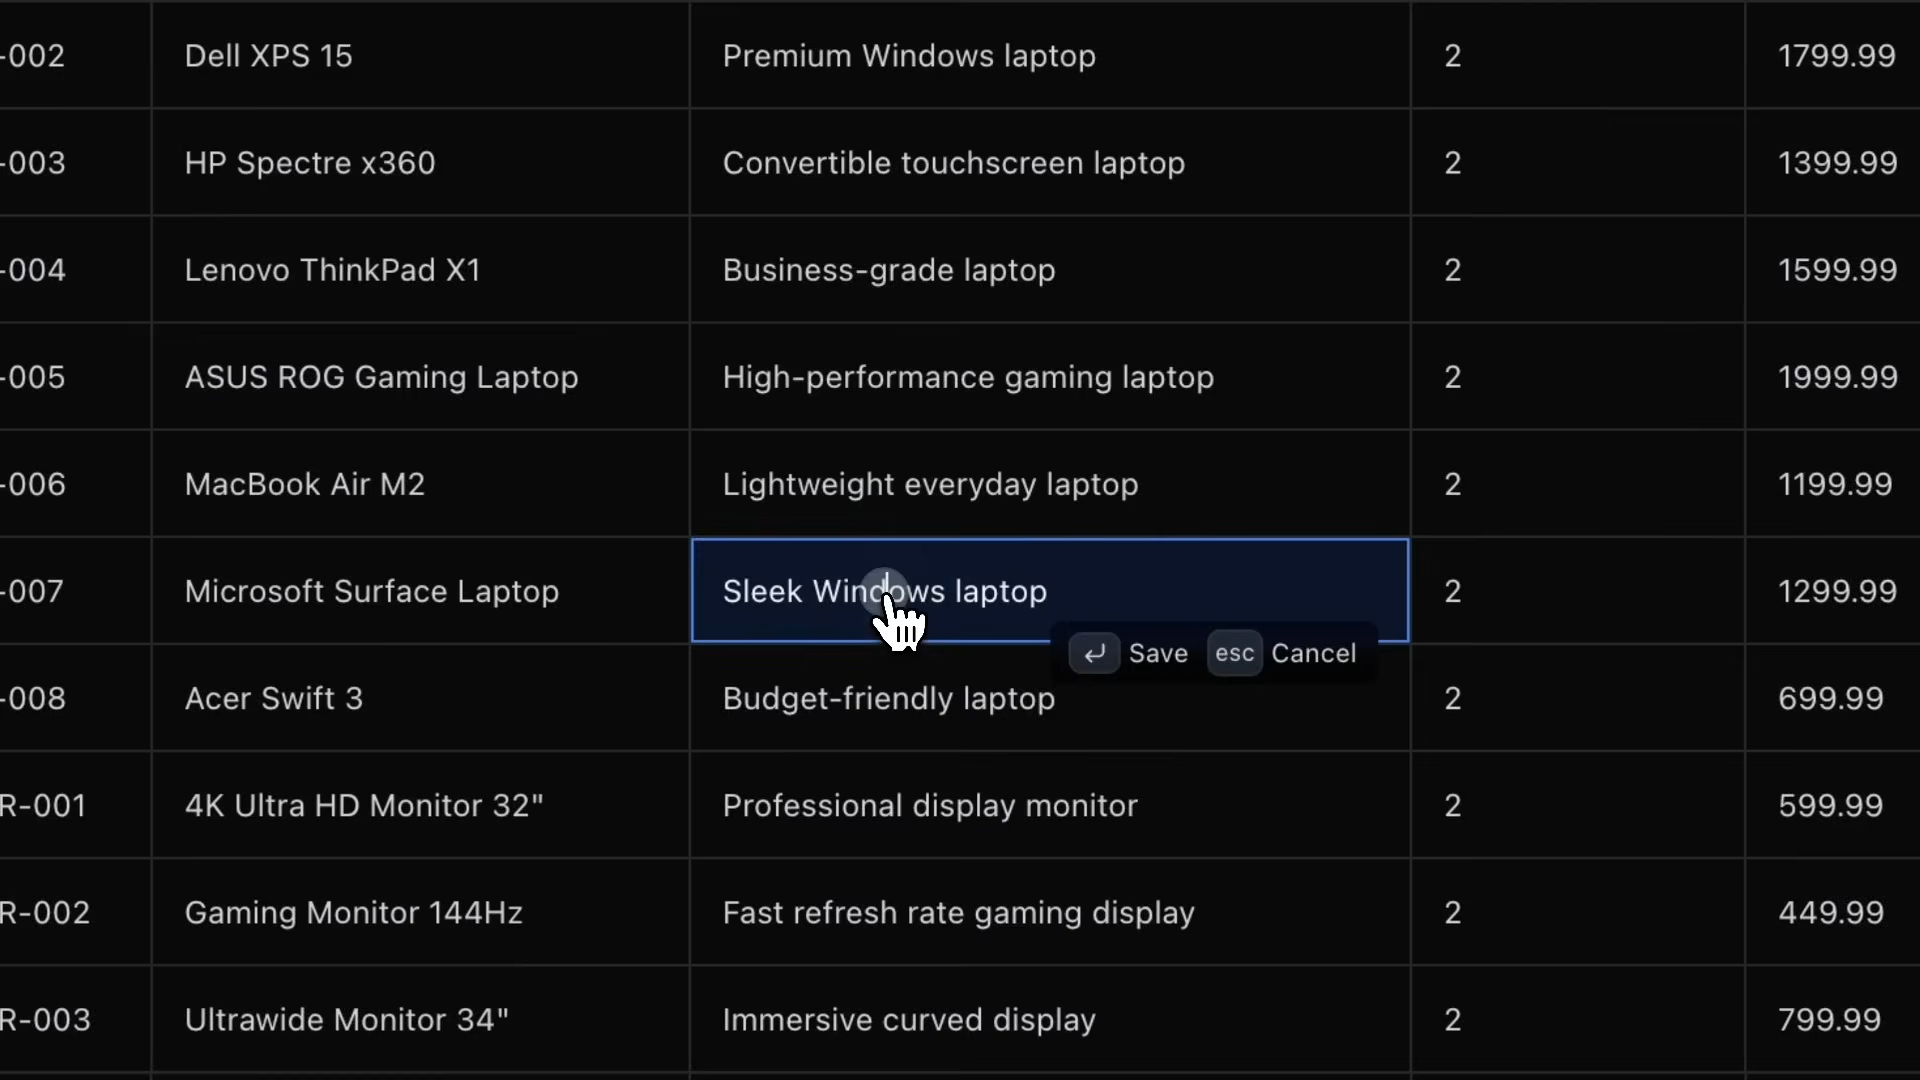 -002 Dell XPS 15 Premium Windows laptop 2 1799.99
-003 HP Spectre x360 Convertible touchscreen laptop 2 1399.99
-004 Lenovo ThinkPad X1 Business-grade laptop 2 1599.99
-005 ASUS ROG Gaming Laptop High-performance gaming laptop 2 1999.99
-006 MacBook Air M2 Lightweight everyday laptop 2 1199.99
-007 Microsoft Surface Laptop Sleek Windows laptop 2 1299.99
↵ Save esc Cancel
-008 Acer Swift 3 Budget-friendly laptop 2 699.99
R-001 4K Ultra HD Monitor 32" Professional display monitor 2 599.99
R-002 Gaming Monitor 144Hz Fast refresh rate gaming display 2 449.99
R-003 Ultrawide Monitor 34" Immersive curved display 2 799.99